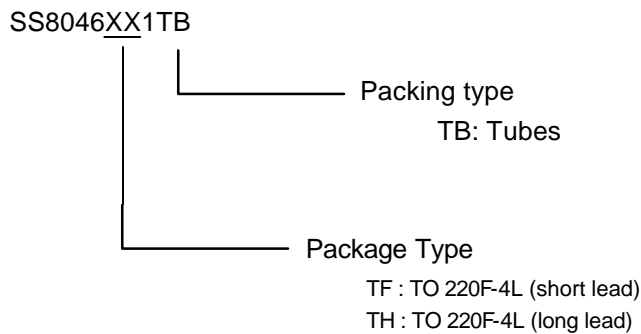 SS8046XX1TB
Packing type
TB: Tubes
Package Type
TF : TO 220F-4L (short lead)
TH : TO 220F-4L (long lead)